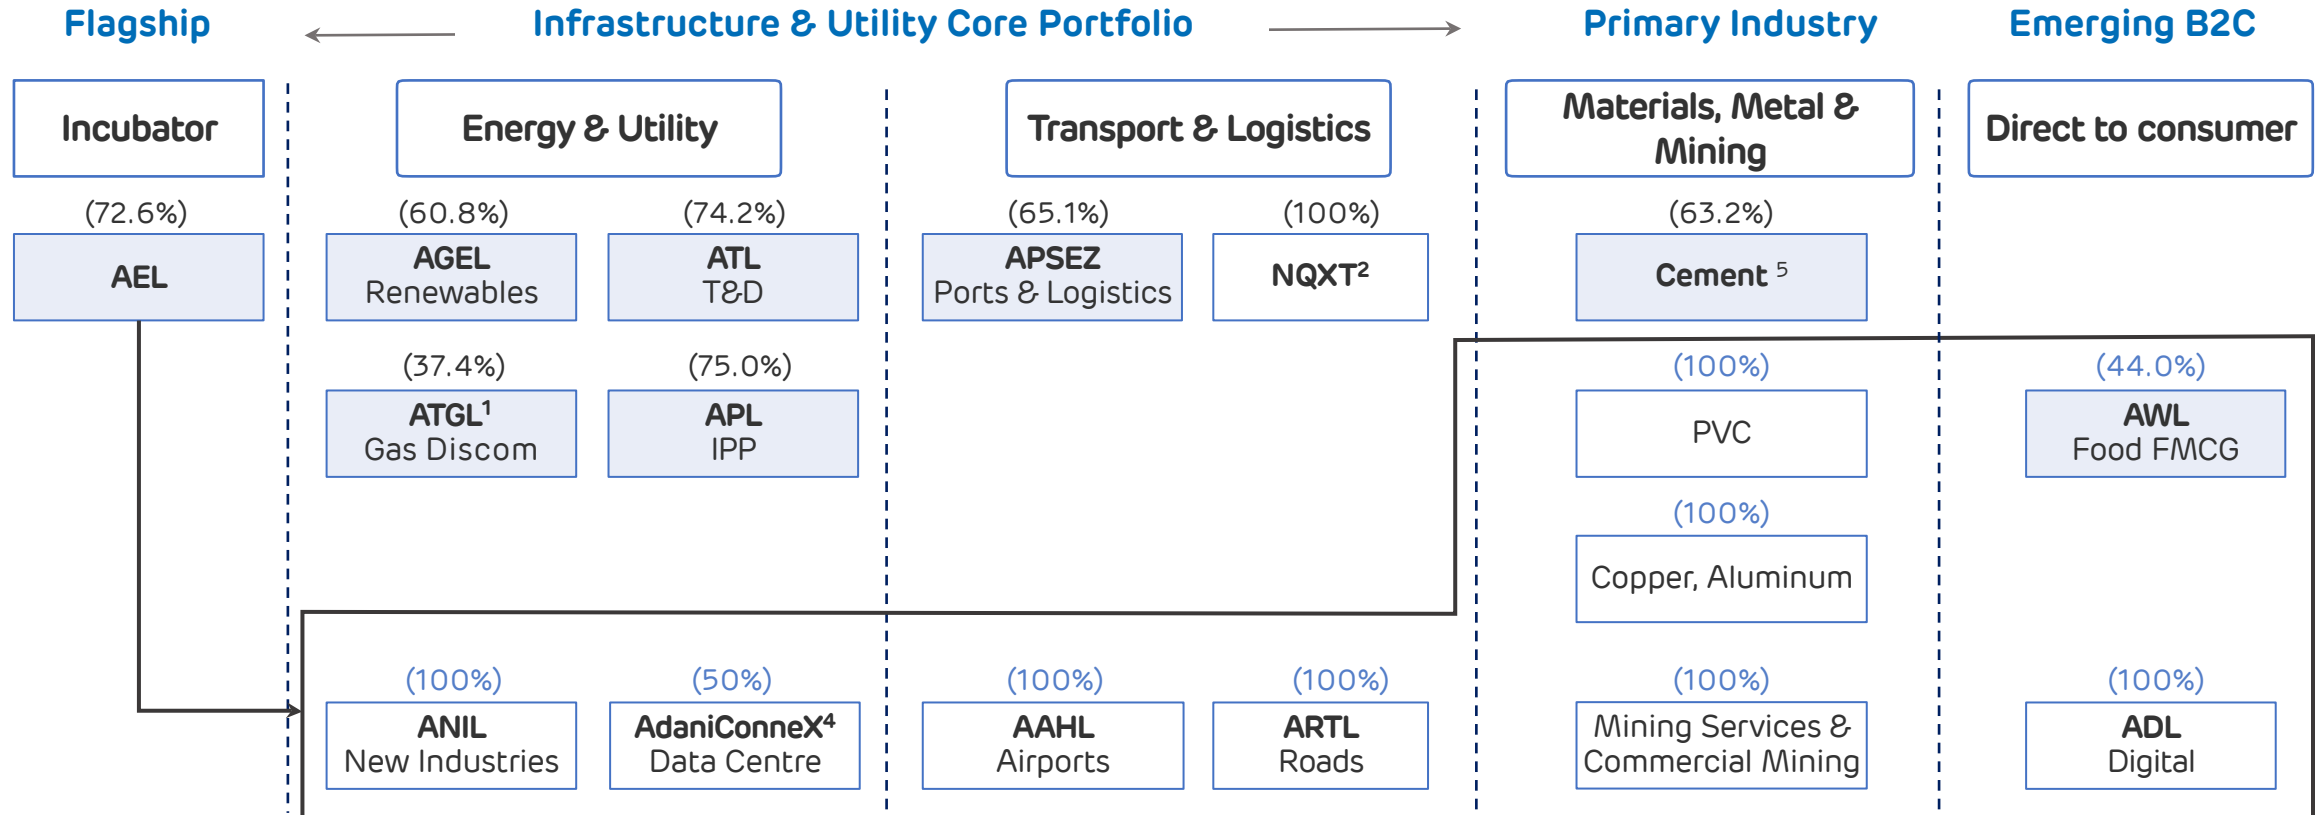 Flagship
Infrastructure & Utility Core Portfolio
Primary Industry
Emerging B2C
Incubator
Energy & Utility
Transport & Logistics
Materials, Metal &
Mining
Direct to consumer
(72.6%)
(60.8%)
(74.2%)
(65.1%)
(100%)
(63.2%)
AEL
AGEL
Renewables
ATL
T&D
APSEZ
Ports & Logistics
NQXT²
Cement ⁵
(37.4%)
(75.0%)
(100%)
(44.0%)
ATGL¹
Gas Discom
APL
IPP
PVC
AWL
Food FMCG
(100%)
Copper, Aluminum
(100%)
(50%)
(100%)
(100%)
(100%)
(100%)
ANIL
New Industries
AdaniConneX⁴
Data Centre
AAHL
Airports
ARTL
Roads
Mining Services &
Commercial Mining
ADL
Digital